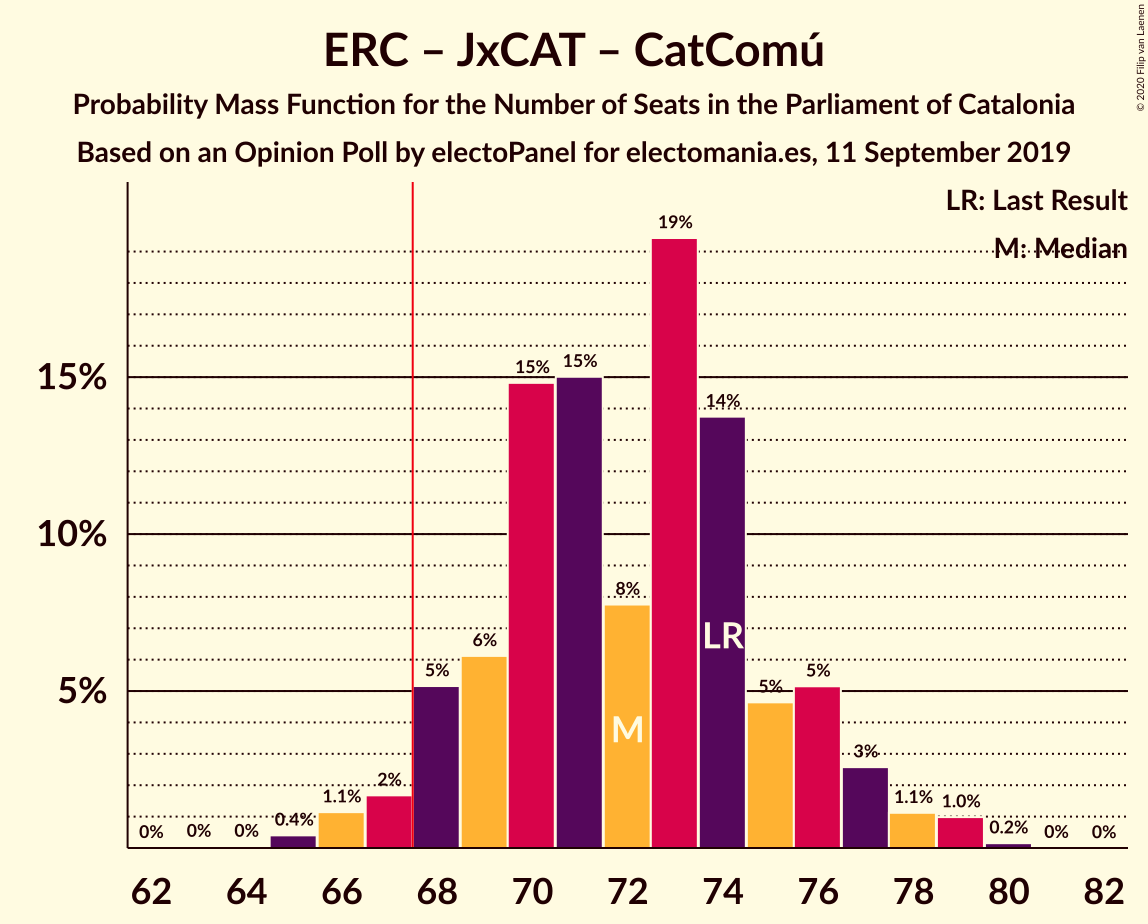 ERC – JxCAT – CatComú
Probability Mass Function for the Number of Seats in the Parliament of Catalonia
Based on an Opinion Poll by electoPanel for electomania.es, 11 September 2019
© 2020 Filip van Laenen
LR: Last Result
M: Median
15%
10%
5%
0%
0%
0%
0.4%
1.1%
2%
5%
6%
15%
15%
8%
19%
14%
5%
5%
3%
1.1%
1.0%
0.2%
0%
0%
M
LR
62 64 66 68 70 72 74 76 78 80 82